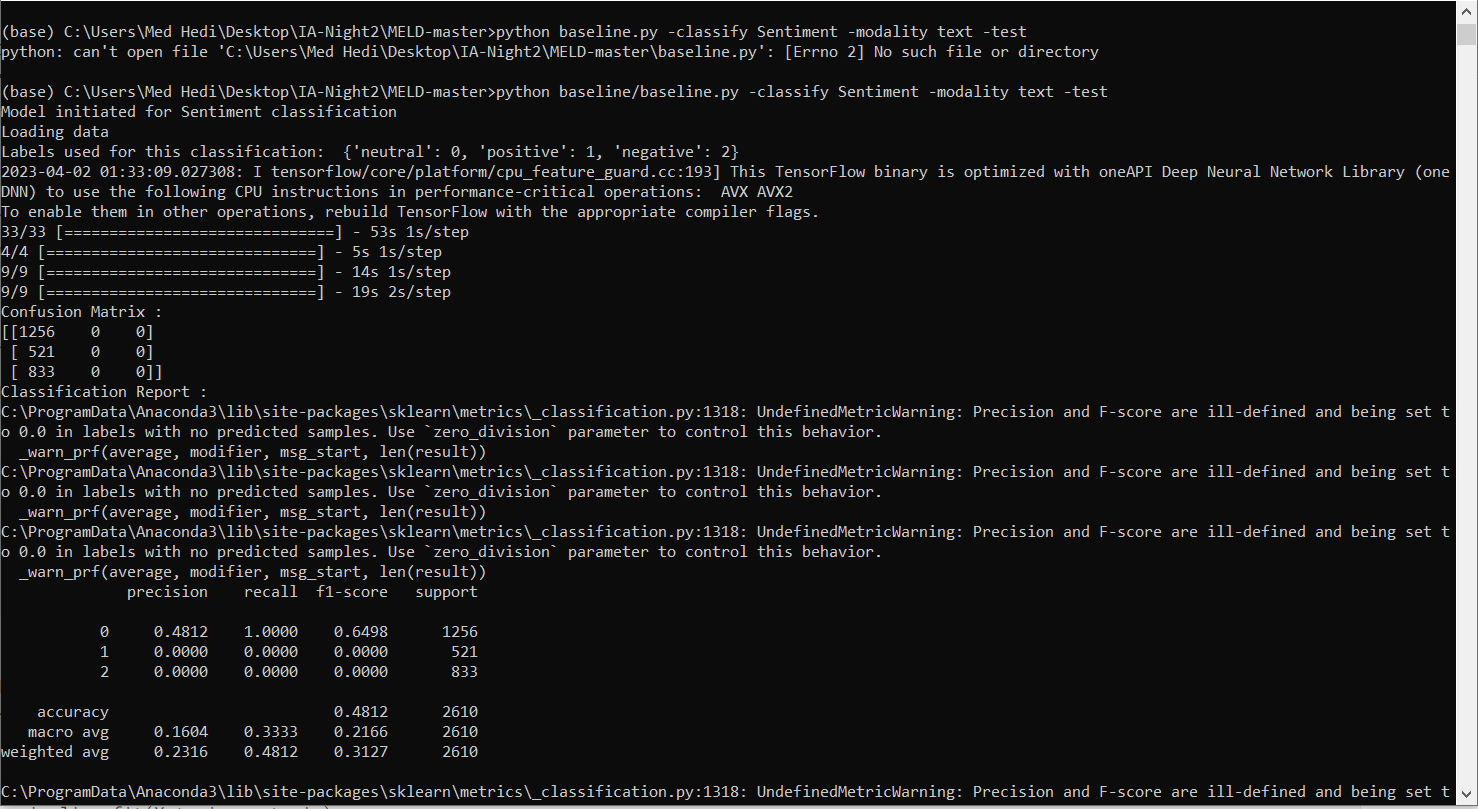 (base) C:\Users\Med Hedi\Desktop\IA-Night2\MELD-master>python baseline.py -classify Sentiment -modality text -test
python: can't open file 'C:\Users\Med Hedi\Desktop\IA-Night2\MELD-master\baseline.py': [Errno 2] No such file or directory
(base) C:\Users\Med Hedi\Desktop\IA-Night2\MELD-master>python baseline/baseline.py -classify Sentiment -modality text -test
Model initiated for Sentiment classification
Loading data
Labels used for this classification:  {'neutral': 0, 'positive': 1, 'negative': 2}
2023-04-02 01:33:09.027308: I tensorflow/core/platform/cpu_feature_guard.cc:193] This TensorFlow binary is optimized with oneAPI Deep Neural Network Library (one
DNN) to use the following CPU instructions in performance-critical operations:  AVX AVX2
To enable them in other operations, rebuild TensorFlow with the appropriate compiler flags.
33/33 [==============================] - 53s 1s/step
4/4 [==============================] - 5s 1s/step
9/9 [==============================] - 14s 1s/step
9/9 [==============================] - 19s 2s/step
Confusion Matrix :
[[1256    0    0]
 [ 521    0    0]
 [ 833    0    0]]
Classification Report :
C:\ProgramData\Anaconda3\lib\site-packages\sklearn\metrics\_classification.py:1318: UndefinedMetricWarning: Precision and F-score are ill-defined and being set t
o 0.0 in labels with no predicted samples. Use `zero_division` parameter to control this behavior.
  _warn_prf(average, modifier, msg_start, len(result))
C:\ProgramData\Anaconda3\lib\site-packages\sklearn\metrics\_classification.py:1318: UndefinedMetricWarning: Precision and F-score are ill-defined and being set t
o 0.0 in labels with no predicted samples. Use `zero_division` parameter to control this behavior.
  _warn_prf(average, modifier, msg_start, len(result))
C:\ProgramData\Anaconda3\lib\site-packages\sklearn\metrics\_classification.py:1318: UndefinedMetricWarning: Precision and F-score are ill-defined and being set t
o 0.0 in labels with no predicted samples. Use `zero_division` parameter to control this behavior.
  _warn_prf(average, modifier, msg_start, len(result))
              precision    recall  f1-score   support
           0     0.4812    1.0000    0.6498      1256
           1     0.0000    0.0000    0.0000       521
           2     0.0000    0.0000    0.0000       833
    accuracy                         0.4812      2610
   macro avg     0.1604    0.3333    0.2166      2610
weighted avg     0.2316    0.4812    0.3127      2610
C:\ProgramData\Anaconda3\lib\site-packages\sklearn\metrics\_classification.py:1318: UndefinedMetricWarning: Precision and F-score are ill-defined and being set t